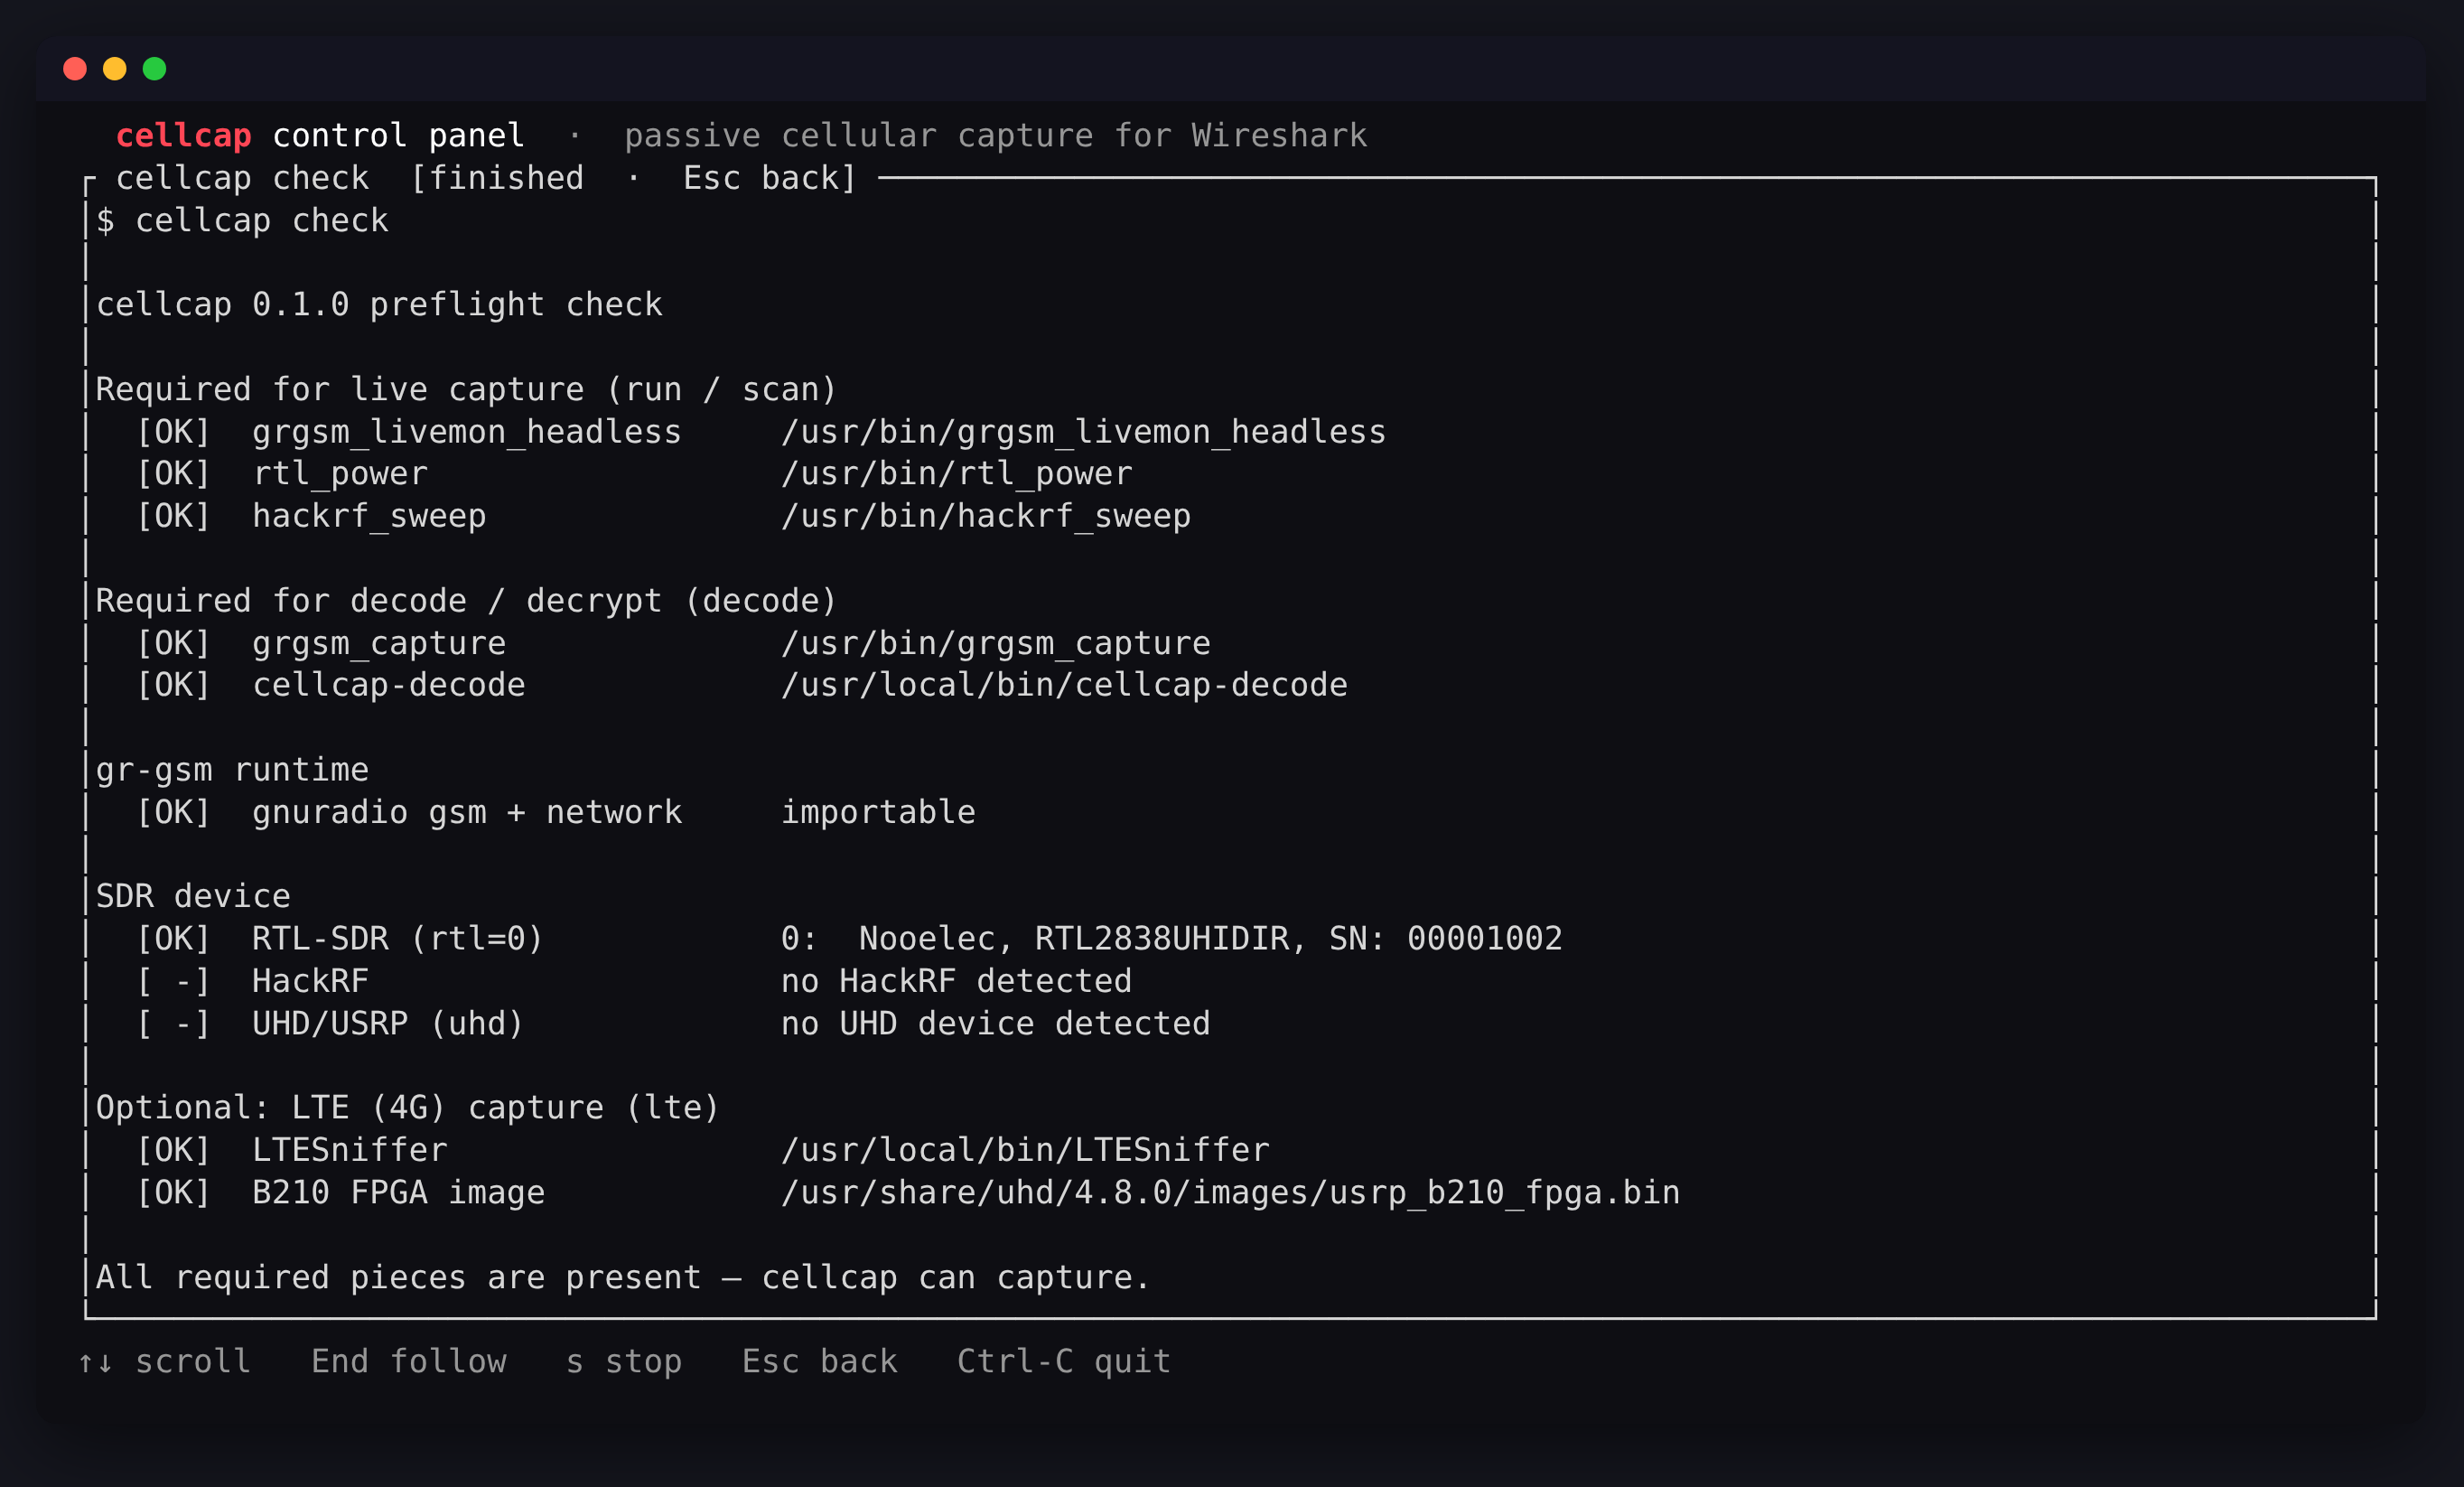 cellcap control panel · passive cellular capture for Wireshark
cellcap check [finished · Esc back]
$ cellcap check
cellcap 0.1.0 preflight check
Required for live capture (run / scan)
[OK] grgsm_livemon_headless /usr/bin/grgsm_livemon_headless
[OK] rtl_power /usr/bin/rtl_power
[OK] hackrf_sweep /usr/bin/hackrf_sweep
Required for decode / decrypt (decode)
[OK] grgsm_capture /usr/bin/grgsm_capture
[OK] cellcap-decode /usr/local/bin/cellcap-decode
gr-gsm runtime
[OK] gnuradio gsm + network importable
SDR device
[OK] RTL-SDR (rtl=0) 0: Nooelec, RTL2838UHIDIR, SN: 00001002
[ -] HackRF no HackRF detected
[ -] UHD/USRP (uhd) no UHD device detected
Optional: LTE (4G) capture (lte)
[OK] LTESniffer /usr/local/bin/LTESniffer
[OK] B210 FPGA image /usr/share/uhd/4.8.0/images/usrp_b210_fpga.bin
All required pieces are present — cellcap can capture.
↑↓ scroll End follow s stop Esc back Ctrl-C quit